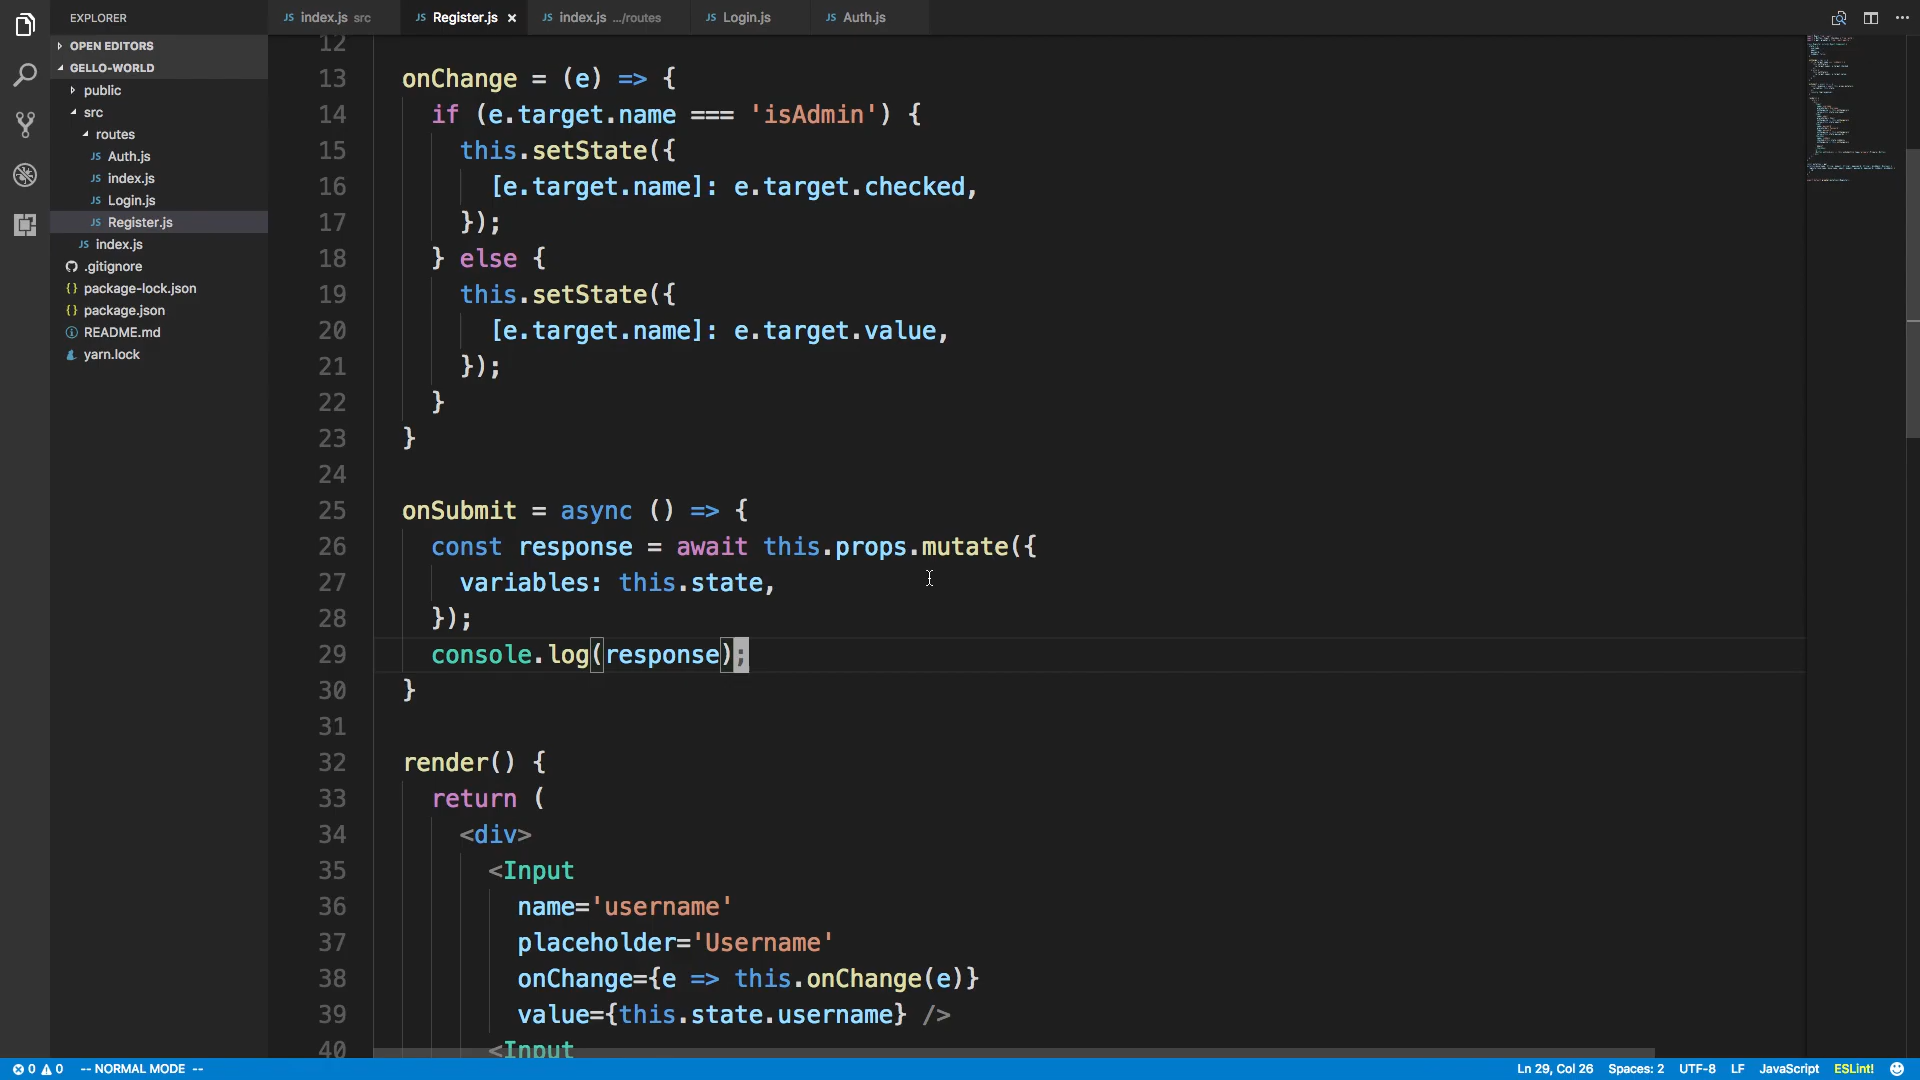 EXPLORER
OPEN EDITORS
GELLO-WORLD
public
src
routes
JS Auth.js
JS index.js
JS Login.js
JS Register.js
JS index.js
.gitignore
{} package-lock.json
{} package.json
README.md
yarn.lock
JS index.js src
JS Register.js ×
JS index.js .../routes
JS Login.js
JS Auth.js
12
13 onChange = (e) => {
14 if (e.target.name === 'isAdmin') {
15 this.setState({
16 [e.target.name]: e.target.checked,
17 });
18 } else {
19 this.setState({
20 [e.target.name]: e.target.value,
21 });
22 }
23 }
24
25 onSubmit = async () => {
26 const response = await this.props.mutate({
27 variables: this.state,
28 });
29 console.log(response);
30 }
31
32 render() {
33 return (
34 <div>
35 <Input
36 name='username'
37 placeholder='Username'
38 onChange={e => this.onChange(e)}
39 value={this.state.username} />
40 <Input
0 0 -- NORMAL MODE -- Ln 29, Col 26 Spaces: 2 UTF-8 LF JavaScript ESLint!